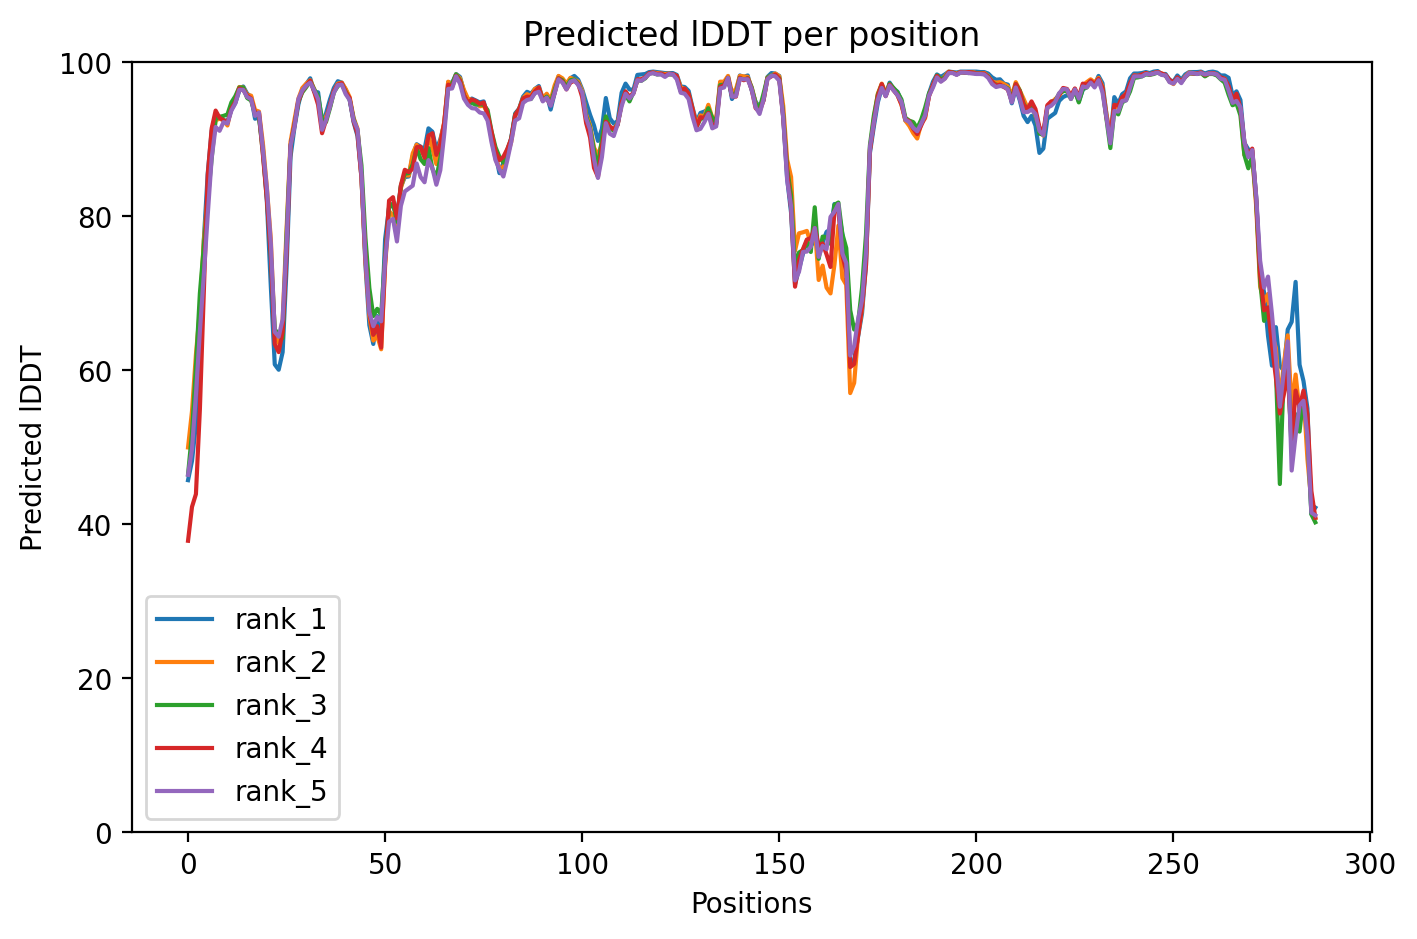 Predicted lDDT per position
100
80
60
40
20
0
Predicted lDDT
rank_1
rank_2
rank_3
rank_4
rank_5
0 50 100 150 200 250 300
Positions